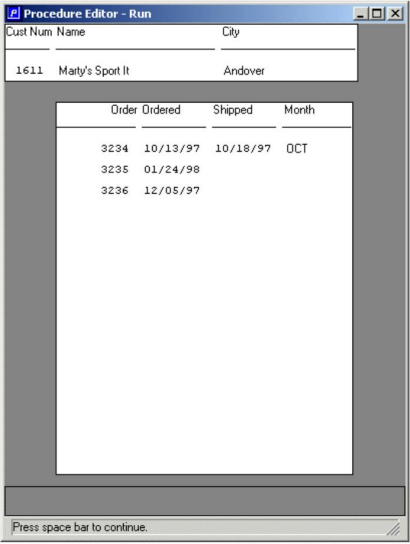 Procedure Editor - Run
Cust Num Name City
1611 Marty's Sport It Andover
Order Ordered Shipped Month
3234 10/13/97 10/18/97 OCT
3235 01/24/98
3236 12/05/97
Press space bar to continue.